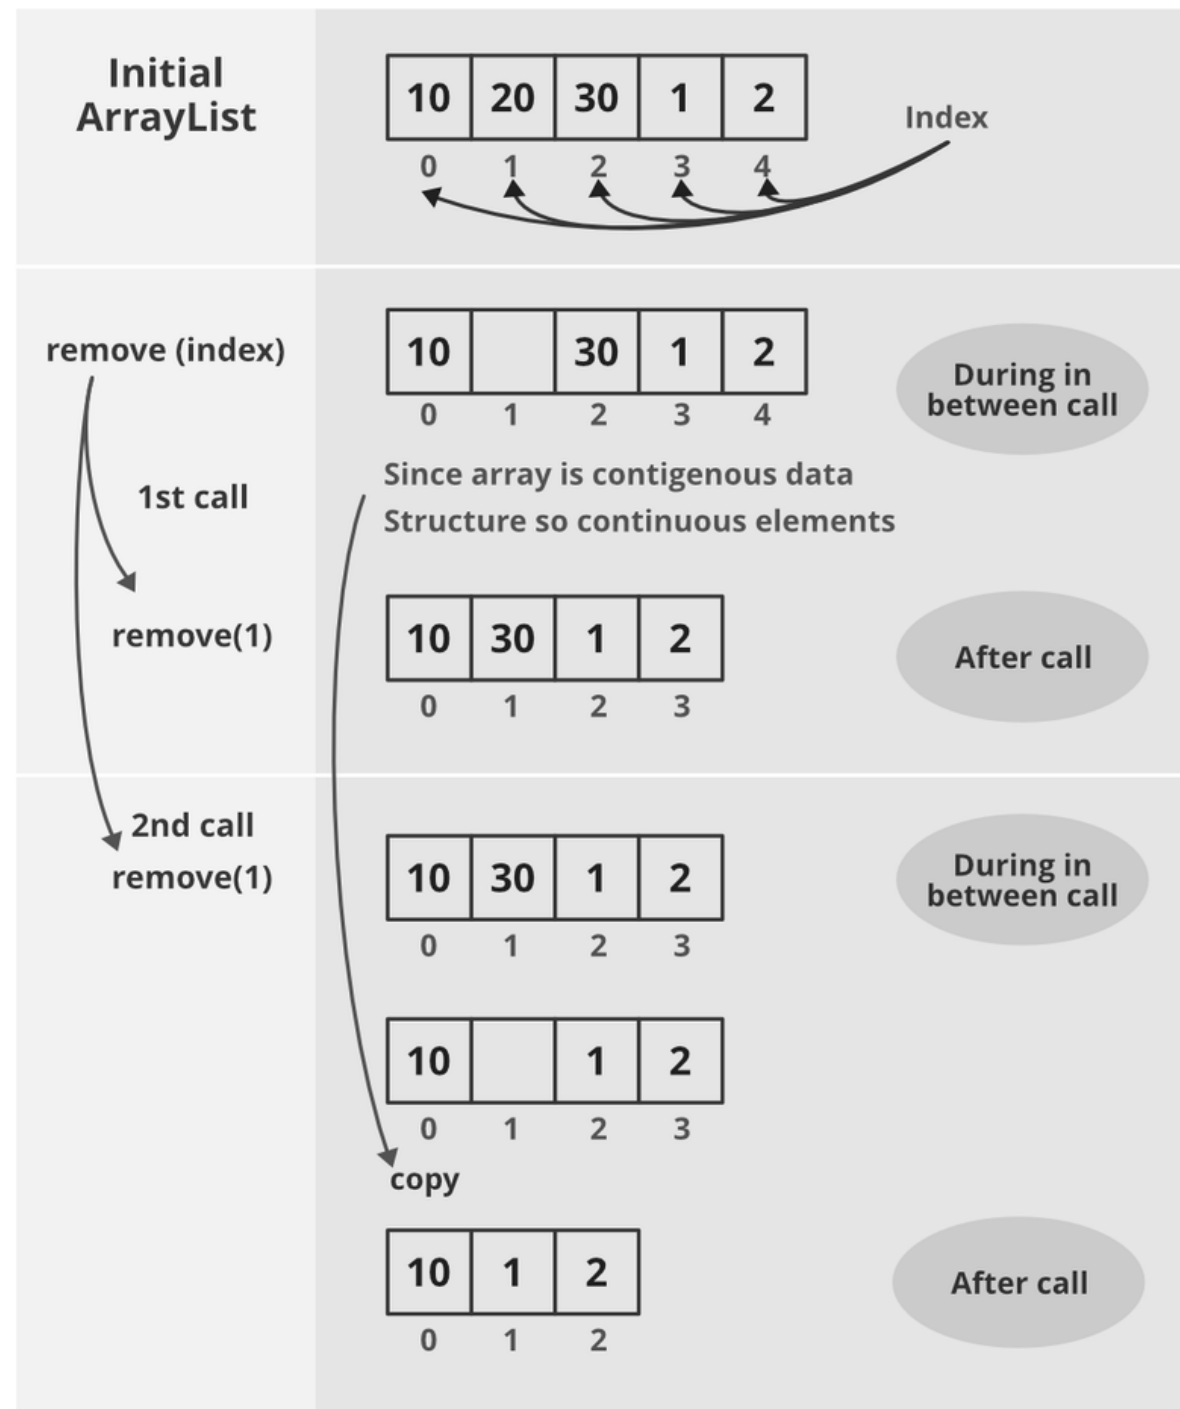 Initial
ArrayList
10 20 30 1 2
0 1 2 3 4
Index
remove (index)
10 30 1 2
0 1 2 3 4
During in
between call
1st call
Since array is contigenous data
Structure so continuous elements
remove(1)
10 30 1 2
0 1 2 3
After call
2nd call
remove(1)
10 30 1 2
0 1 2 3
During in
between call
10 1 2
0 1 2 3
copy
10 1 2
0 1 2
After call